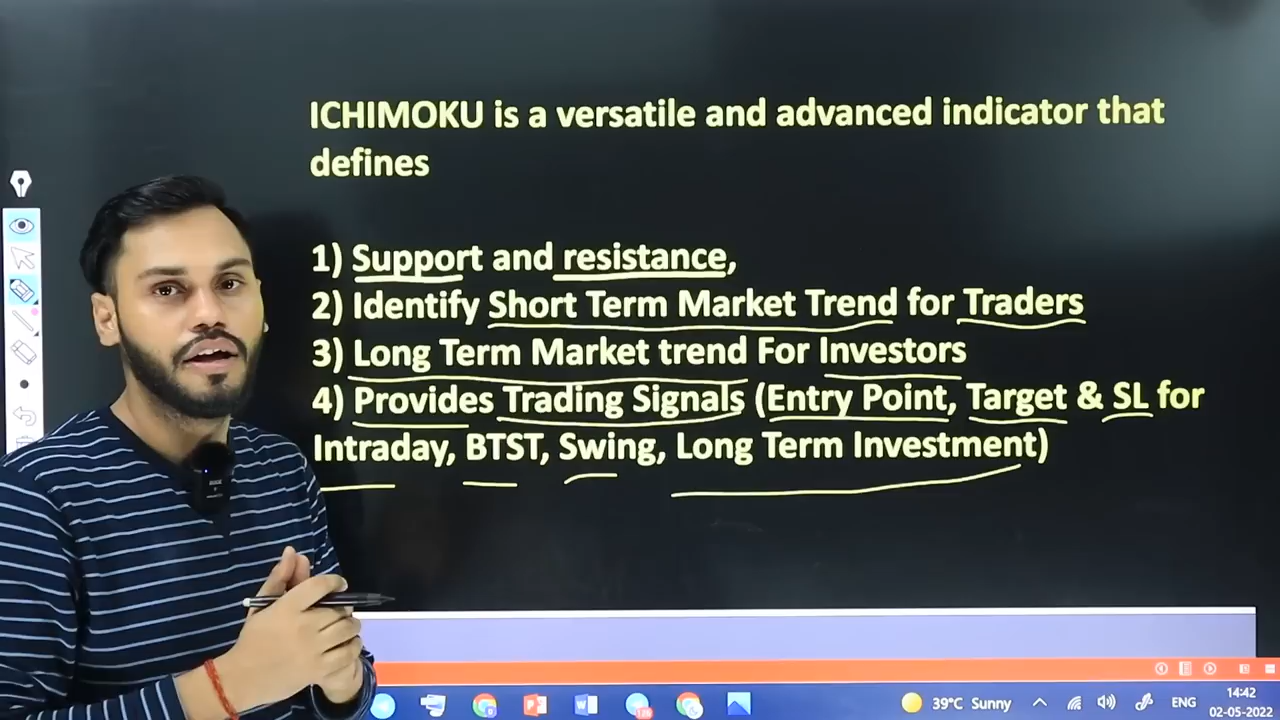 ICHIMOKU is a versatile and advanced indicator that
defines
1) Support and resistance,
2) Identify Short Term Market Trend for Traders
3) Long Term Market trend For Investors
4) Provides Trading Signals (Entry Point, Target & SL for
Intraday, BTST, Swing, Long Term Investment)
39°C Sunny
ENG
14:42
02-05-2022